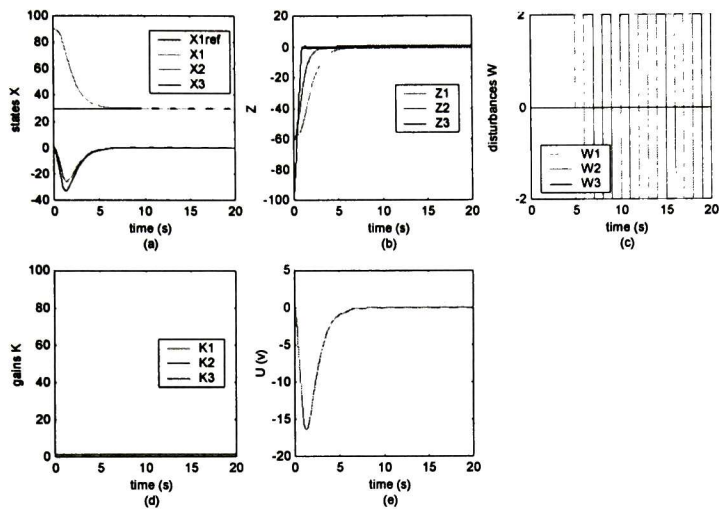 100
80
60
40
20
0
-20
-40
states X
X1ref
X1
X2
X3
0 5 10 15 20
time (s)
(a)
20
0
-20
-40
-60
-80
-100
Z
Z1
Z2
Z3
0 5 10 15 20
time (s)
(b)
2
0
-2
disturbances W
W1
W2
W3
0 5 10 15 20
time (s)
(c)
100
80
60
40
20
0
gains K
K1
K2
K3
0 5 10 15 20
time (s)
(d)
5
0
-5
-10
-15
-20
U (v)
0 5 10 15 20
time (s)
(e)